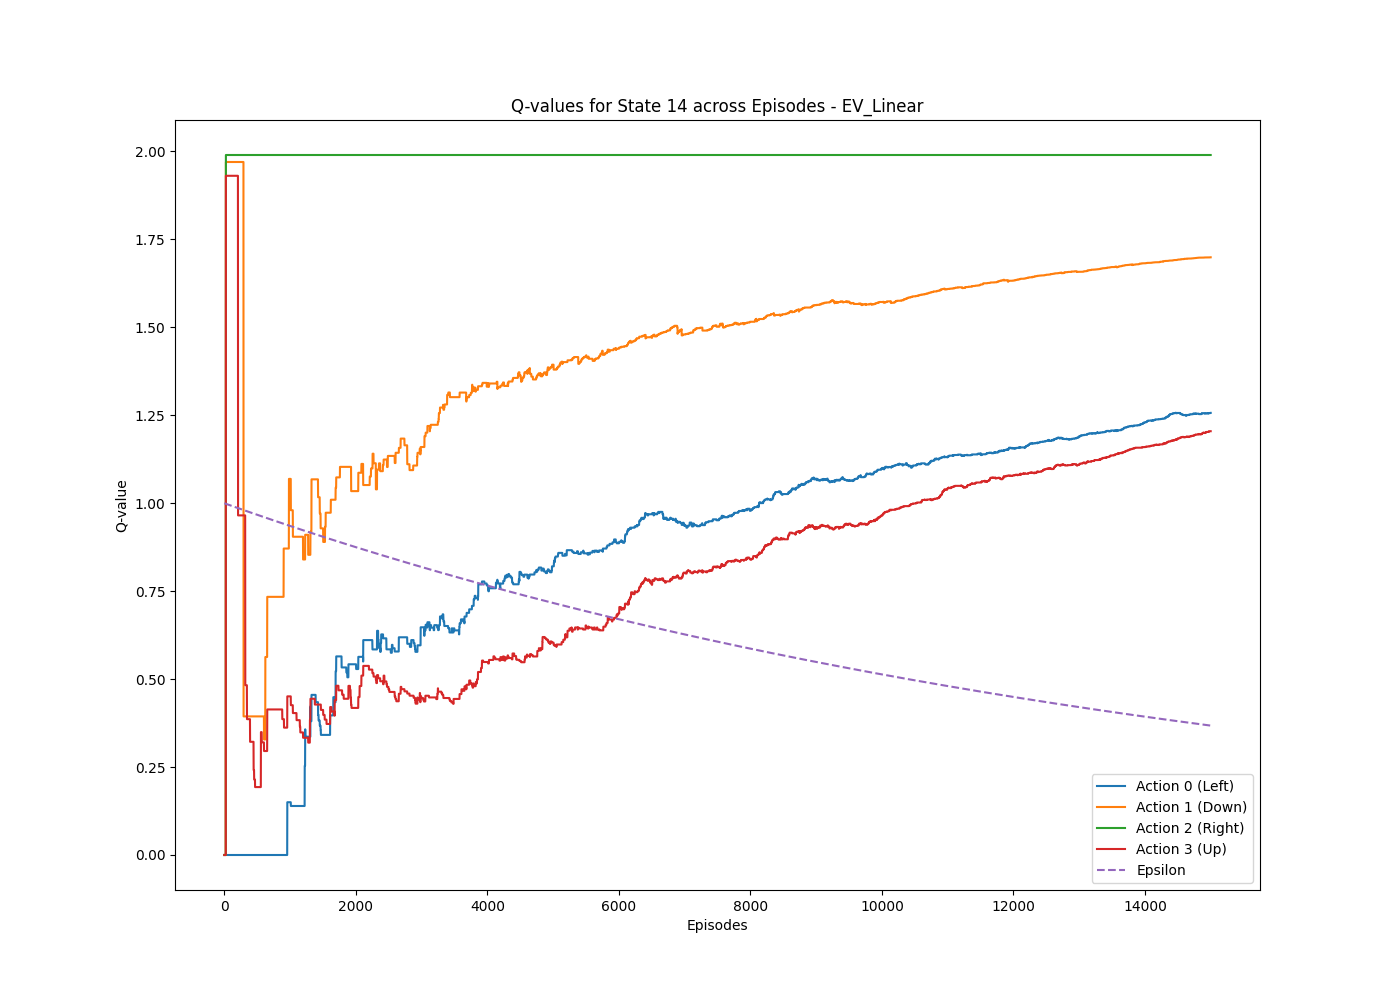 Q-values for State 14 across Episodes - EV_Linear
Q-value
2.00
1.75
1.50
1.25
1.00
0.75
0.50
0.25
0.00
0 2000 4000 6000 8000 10000 12000 14000
Episodes
Action 0 (Left)
Action 1 (Down)
Action 2 (Right)
Action 3 (Up)
Epsilon